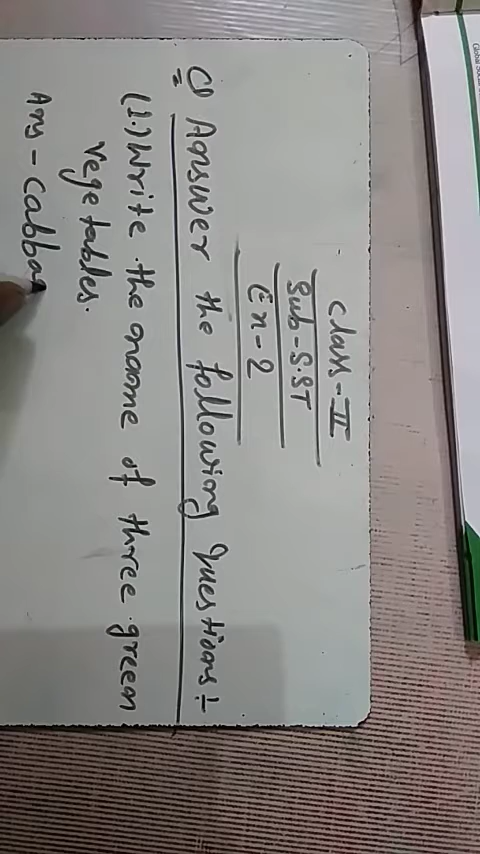 Class-II
Sub-S.ST
Ex-2
Q Answer the following Questions:-
(1.) Write the name of three green
vegetables.
Ans - Cabba